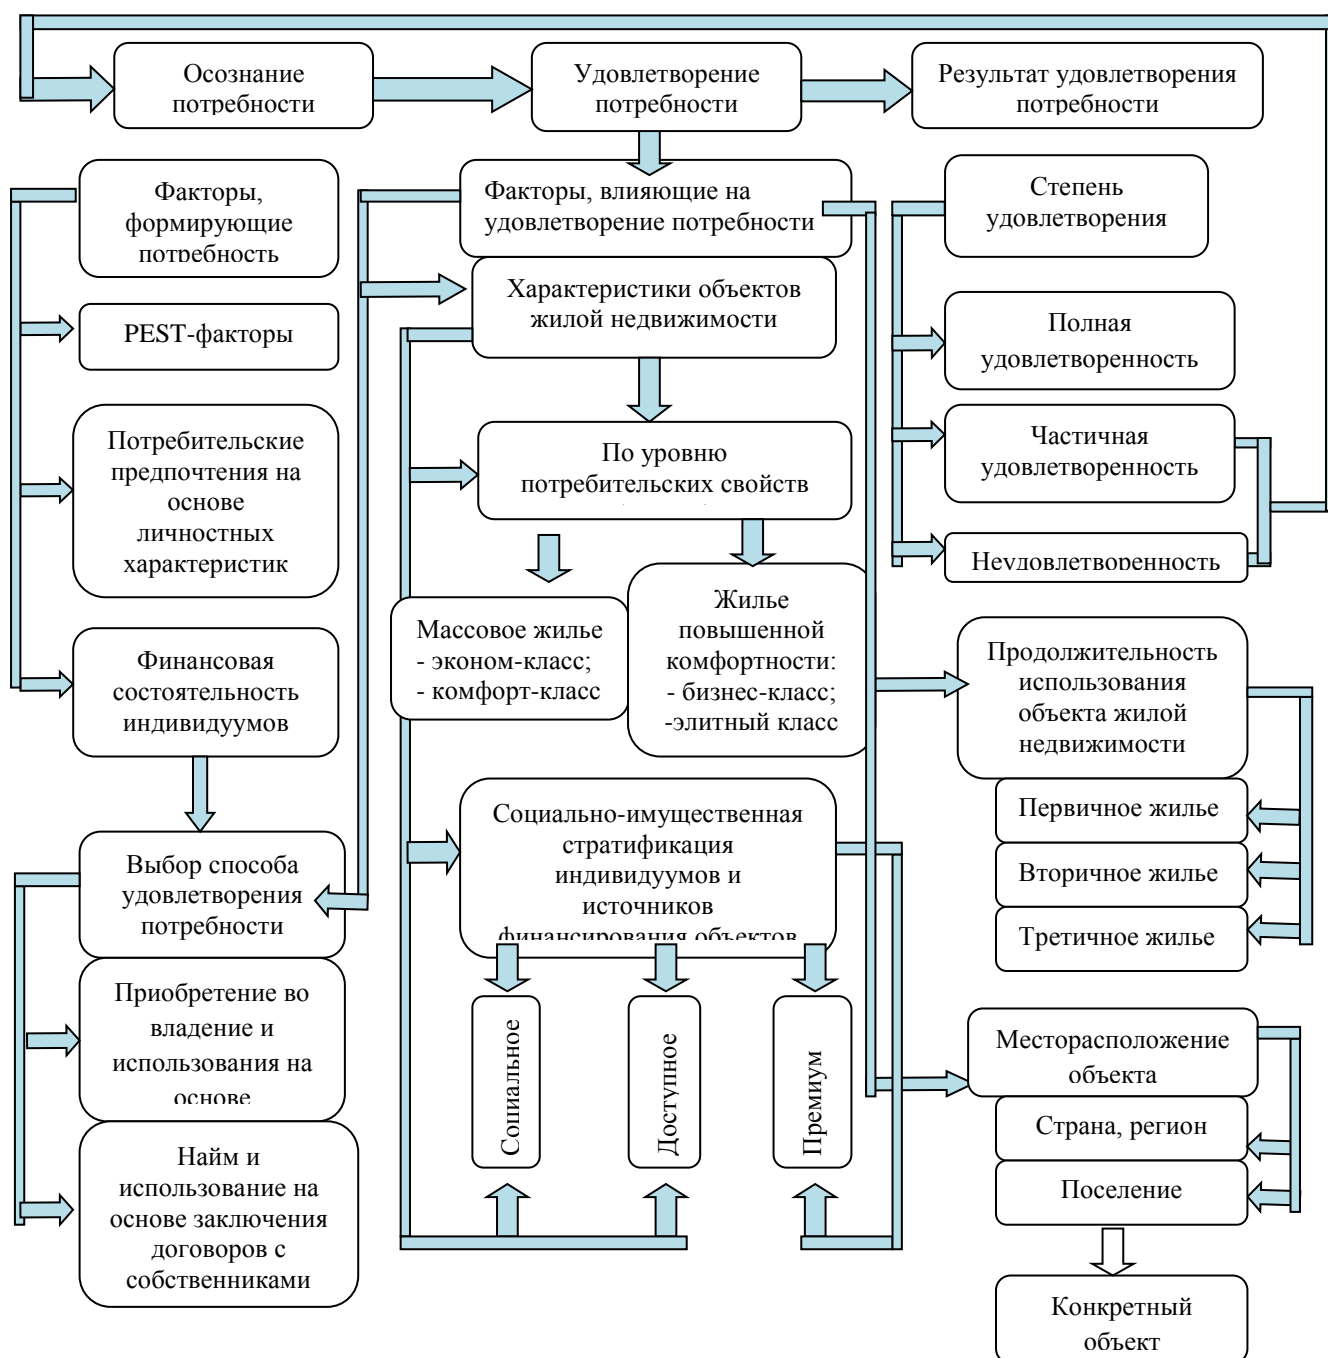 Осознание
потребности
Удовлетворение
потребности
Результат удовлетворения
потребности
Факторы,
формирующие
потребность
Факторы, влияющие на
удовлетворение потребности
Степень
удовлетворения
Характеристики объектов
жилой недвижимости
PEST-факторы
Полная
удовлетворенность
Потребительские
предпочтения на
основе
личностных
характеристик
По уровню
потребительских свойств
Частичная
удовлетворенность
Неудовлетворенность
Массовое жилье
- эконом-класс;
- комфорт-класс
Жилье
повышенной
комфортности:
- бизнес-класс;
-элитный класс
Финансовая
состоятельность
индивидуумов
Продолжительность
использования
объекта жилой
недвижимости
Первичное жилье
Вторичное жилье
Третичное жилье
Социально-имущественная
стратификация
индивидуумов и
источников
финансирования объектов
Выбор способа
удовлетворения
потребности
Приобретение во
владение и
использования на
основе
Социальное
Доступное
Премиум
Месторасположение
объекта
Страна, регион
Поселение
Найм и
использование на
основе заключения
договоров с
собственниками
Конкретный
объект